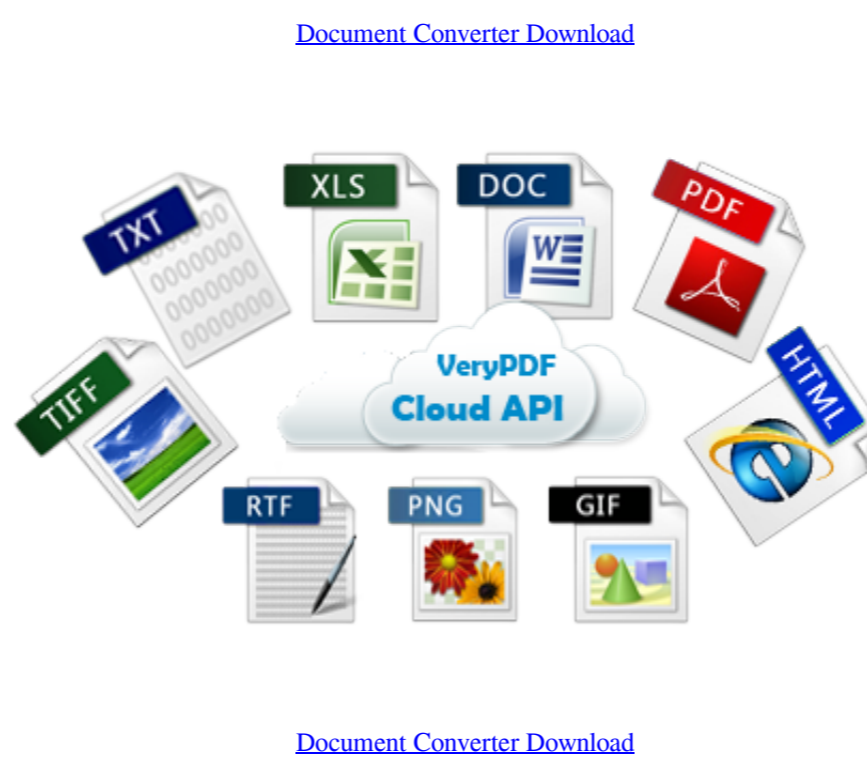 Document Converter Download
TXT
XLS
DOC
PDF
TIFF
HTML
VeryPDF
Cloud API
RTF
PNG
GIF
Document Converter Download